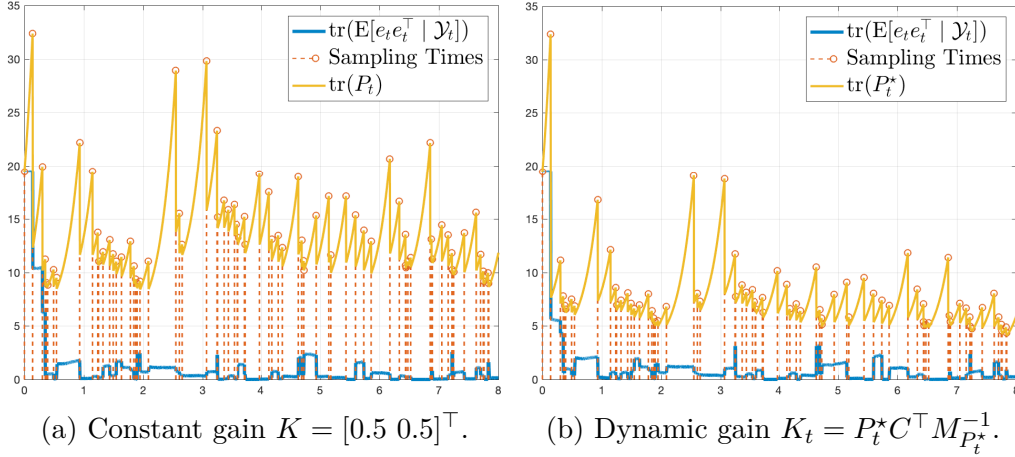 35
30
25
20
15
10
5
0
0 1 2 3 4 5 6 7 8
tr(E[e_t e_t^⊤ | 𝒴_t])
Sampling Times
tr(P_t)
(a) Constant gain K = [0.5 0.5]^⊤.
35
30
25
20
15
10
5
0
0 1 2 3 4 5 6 7 8
tr(E[e_t e_t^⊤ | 𝒴_t])
Sampling Times
tr(P_t^⋆)
(b) Dynamic gain K_t = P_t^⋆ C^⊤ M_{P_t^⋆}^{-1}.